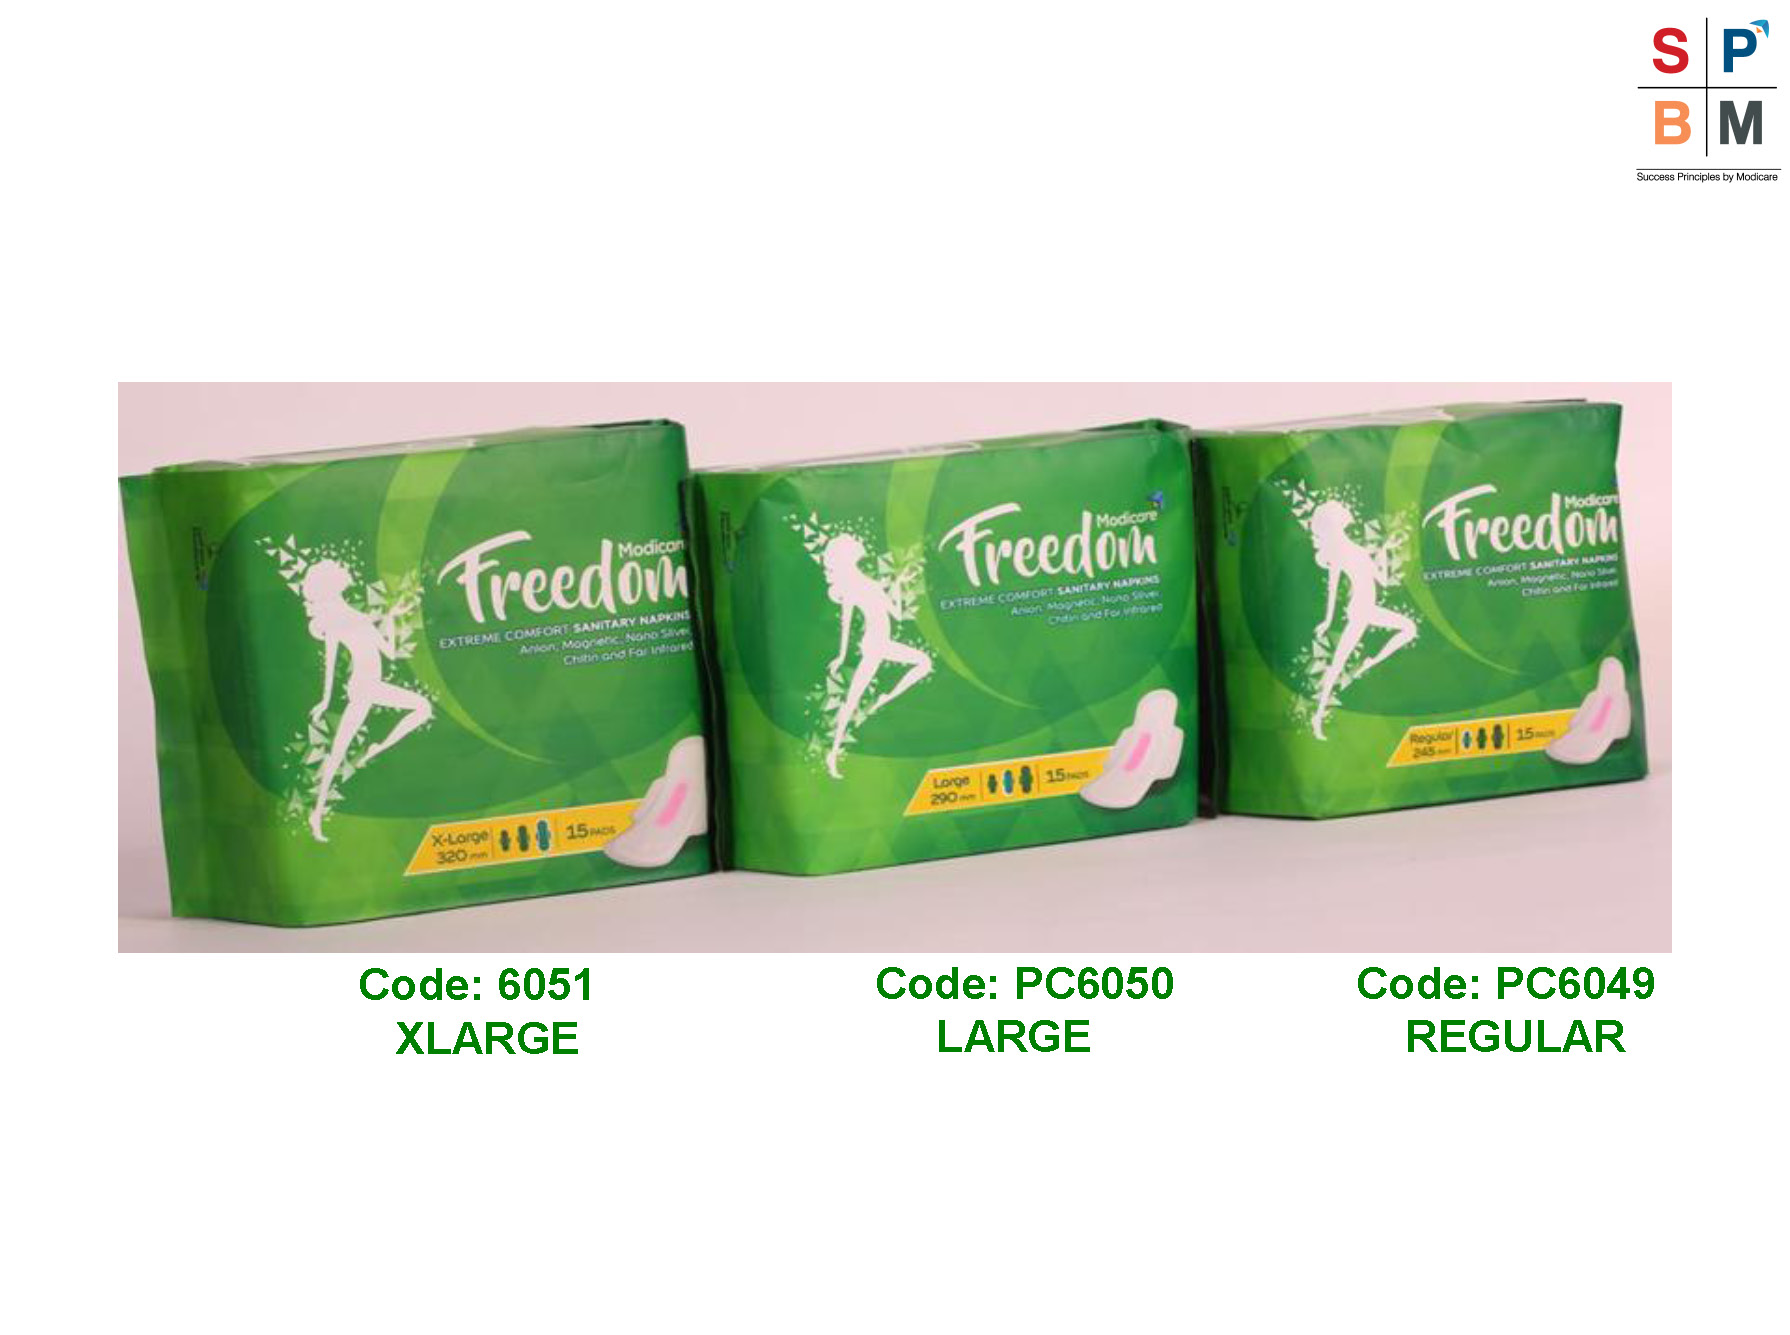 S P
B M
Success Principles by Modicare
Modicare
Freedom
EXTREME COMFORT SANITARY NAPKINS
Anion, Magnetic, Nano Silver,
Chitin and Far Infrared
X-Large
320 mm
15 PADS
Modicare
Freedom
EXTREME COMFORT SANITARY NAPKINS
Anion, Magnetic, Nano Silver,
Chitin and Far Infrared
Large
290 mm
15 PADS
Modicare
Freedom
EXTREME COMFORT SANITARY NAPKINS
Anion, Magnetic, Nano Silver,
Chitin and Far Infrared
Regular
245 mm
15 PADS
Code: 6051
XLARGE
Code: PC6050
LARGE
Code: PC6049
REGULAR